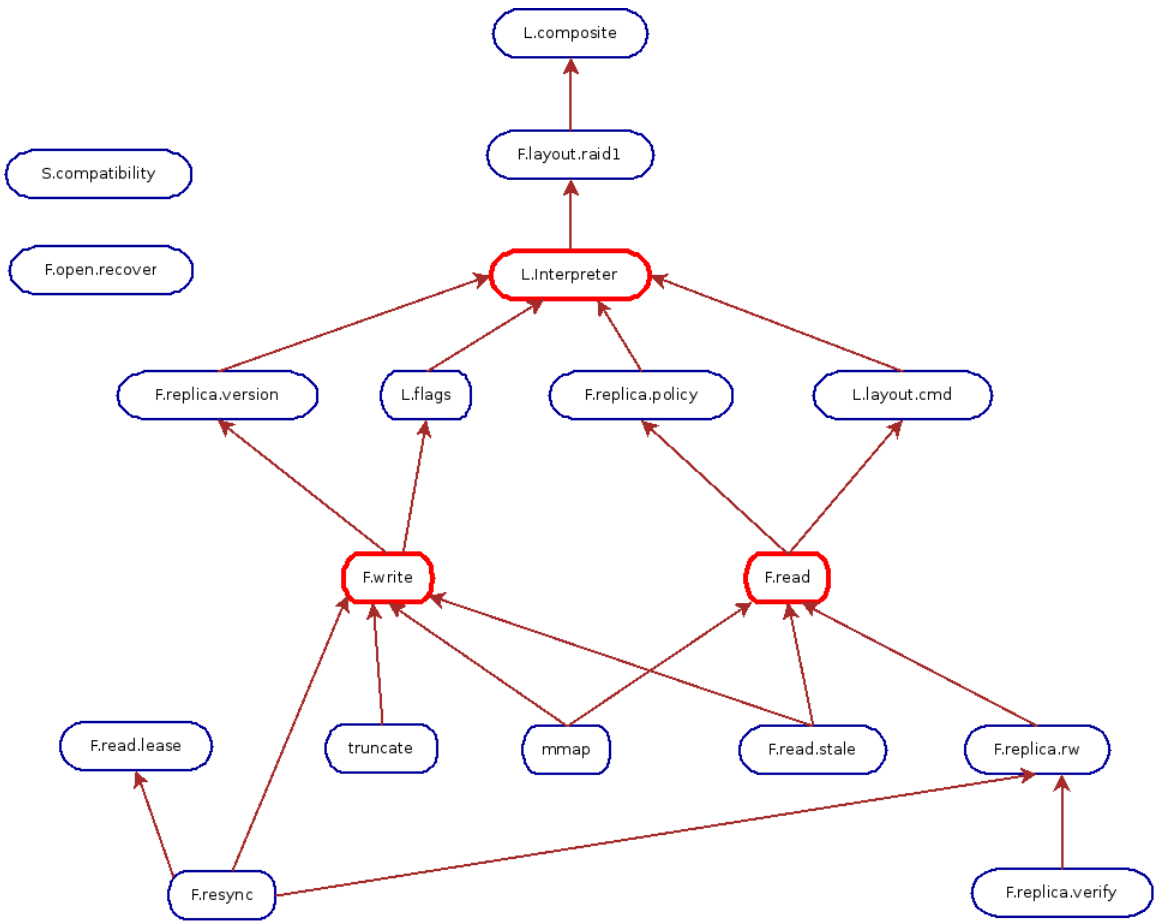 L.composite
F.layout.raid1
S.compatibility
F.open.recover
L.Interpreter
F.replica.version
L.flags
F.replica.policy
L.layout.cmd
F.write
F.read
F.read.lease
truncate
mmap
F.read.stale
F.replica.rw
F.resync
F.replica.verify